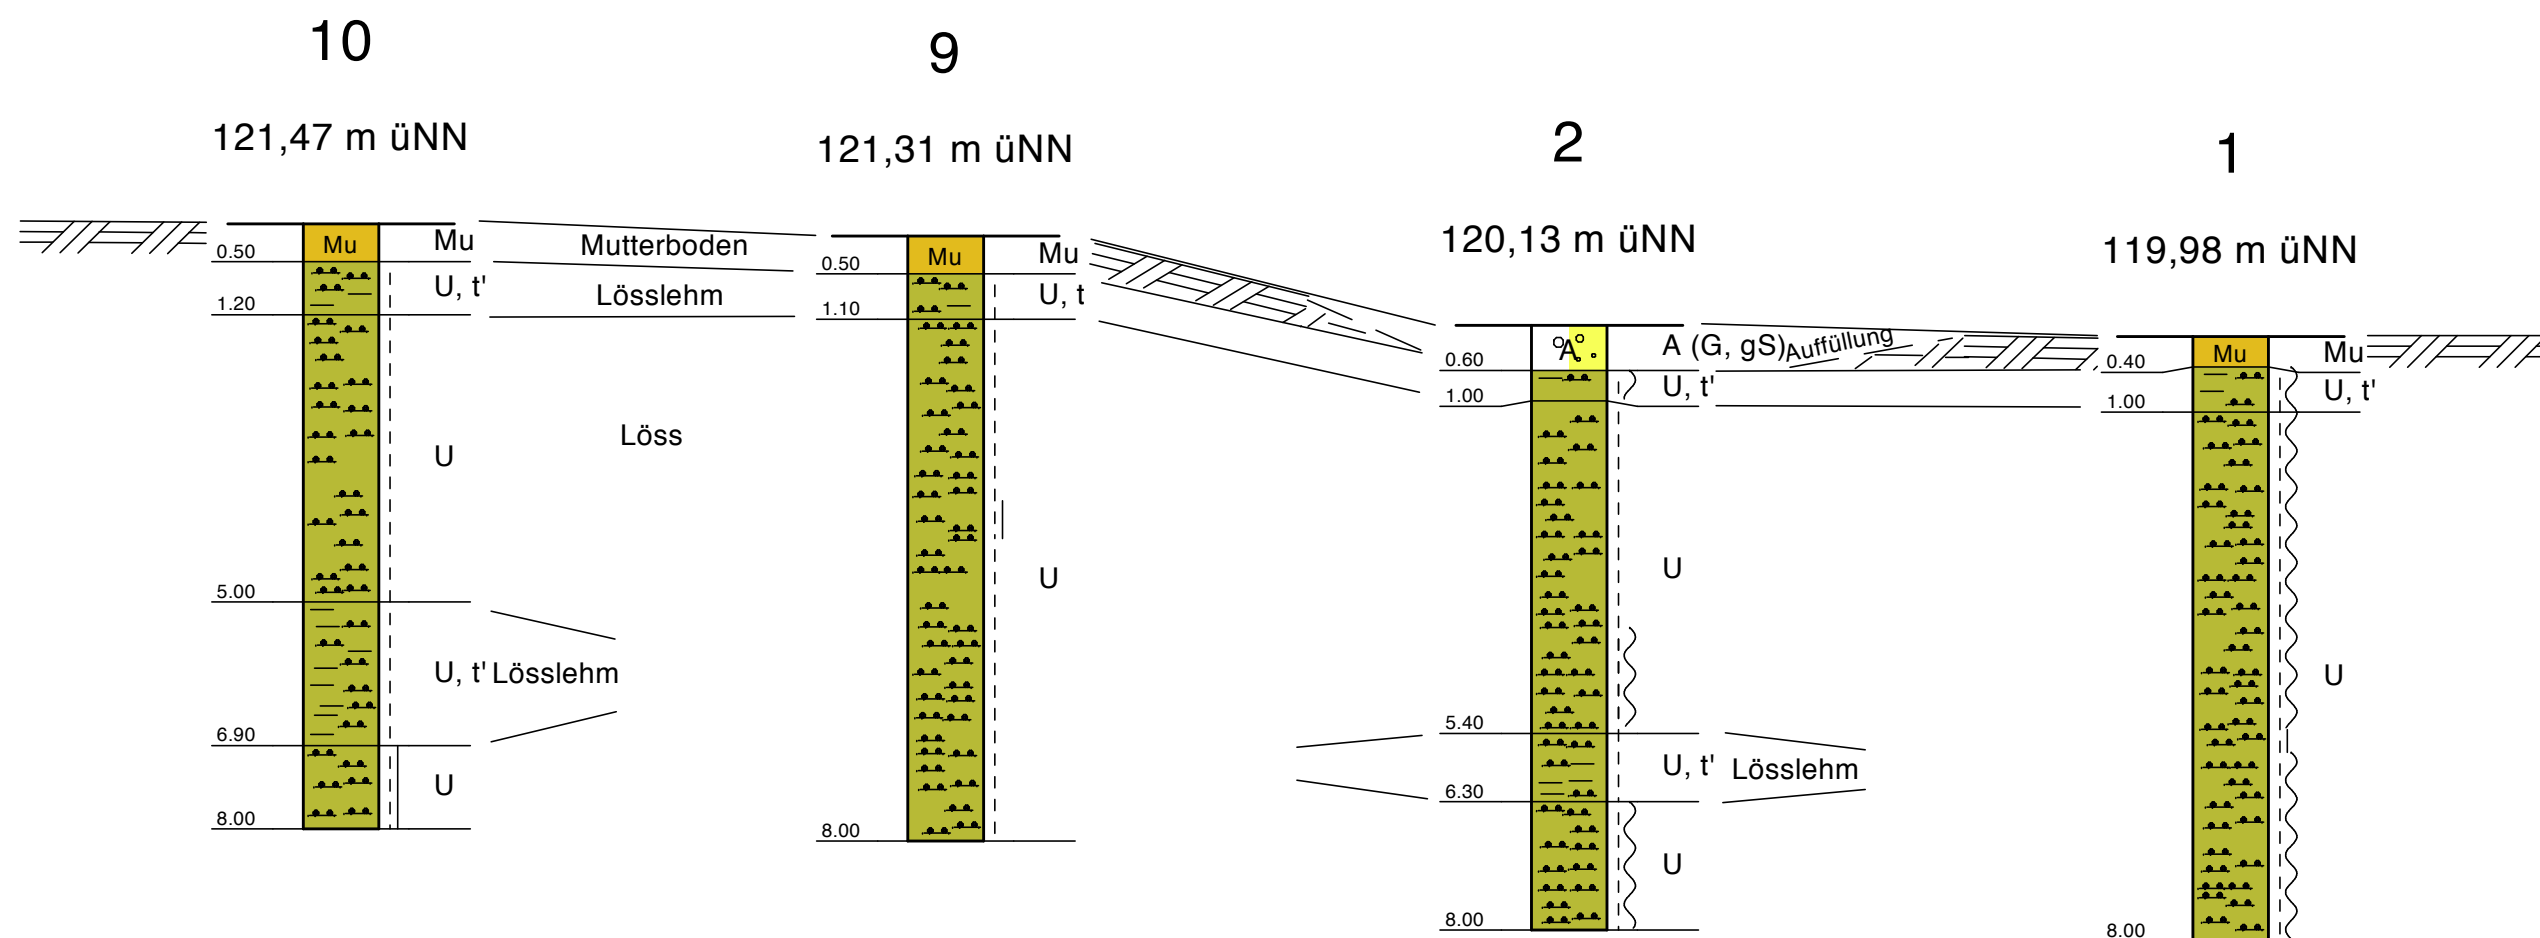 10
121,47 m üNN
Mu
Mu
0.50
U, t'
1.20
U
5.00
U, t'
6.90
U
8.00
Mutterboden
Lösslehm
Löss
Lösslehm
9
121,31 m üNN
Mu
Mu
0.50
U, t
1.10
U
8.00
2
120,13 m üNN
A
A (G, gS)
0.60
U, t'
1.00
U
5.40
U, t'
6.30
U
8.00
Auffüllung
Lösslehm
1
119,98 m üNN
Mu
Mu
0.40
U, t'
1.00
U
8.00